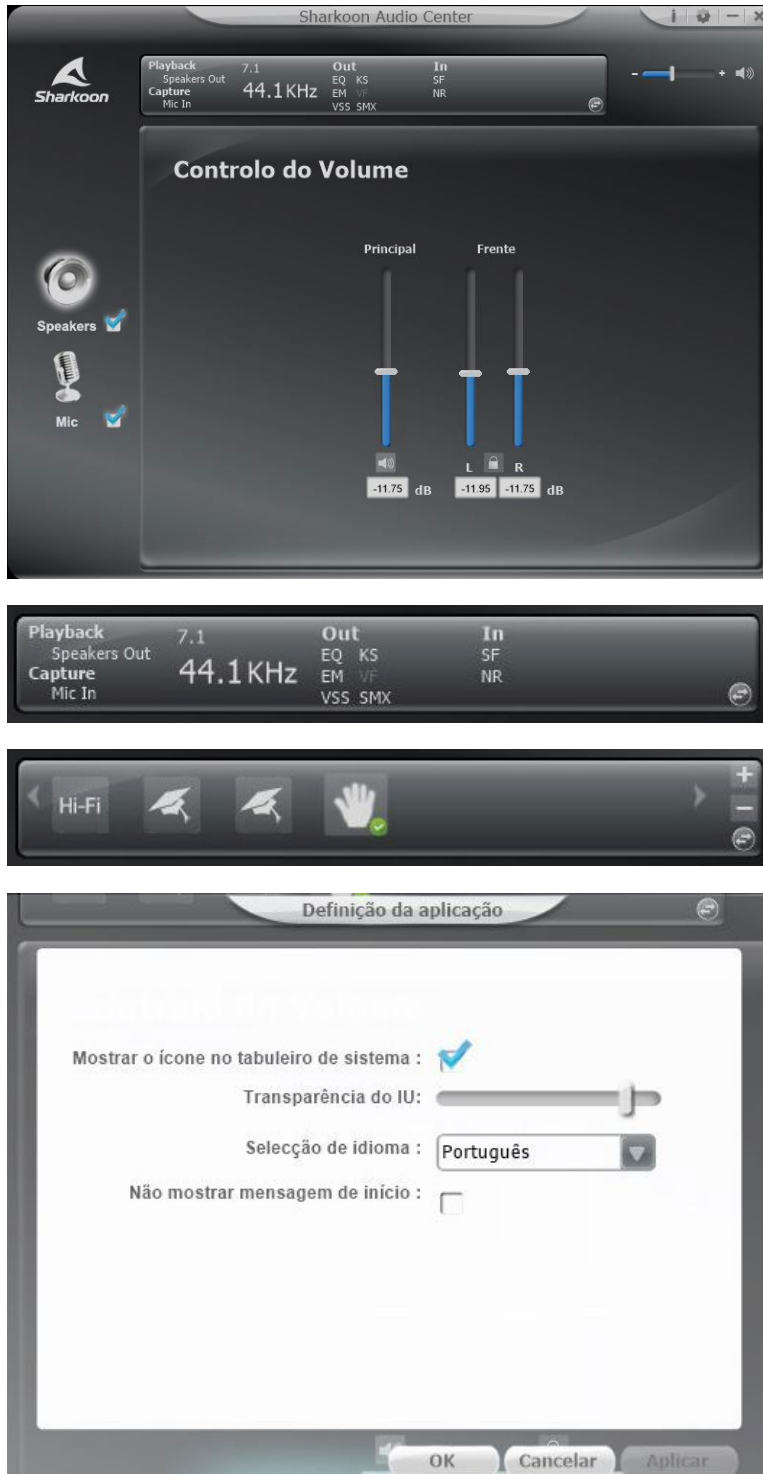 Sharkoon Audio Center
i
Sharkoon
Playback 7.1 Out In
Speakers Out EQ KS SF
Capture 44.1KHz EM VF NR
Mic In VSS SMX
- +
Controlo do Volume
Principal Frente
Speakers
Mic
L R
-11.75 dB -11.95 -11.75 dB
Playback 7.1 Out In
Speakers Out EQ KS SF
Capture 44.1KHz EM VF NR
Mic In VSS SMX
Hi-Fi
Definição da aplicação
Mostrar o ícone no tabuleiro de sistema :
Transparência do IU:
Selecção de idioma : Português
Não mostrar mensagem de início :
OK Cancelar Aplicar